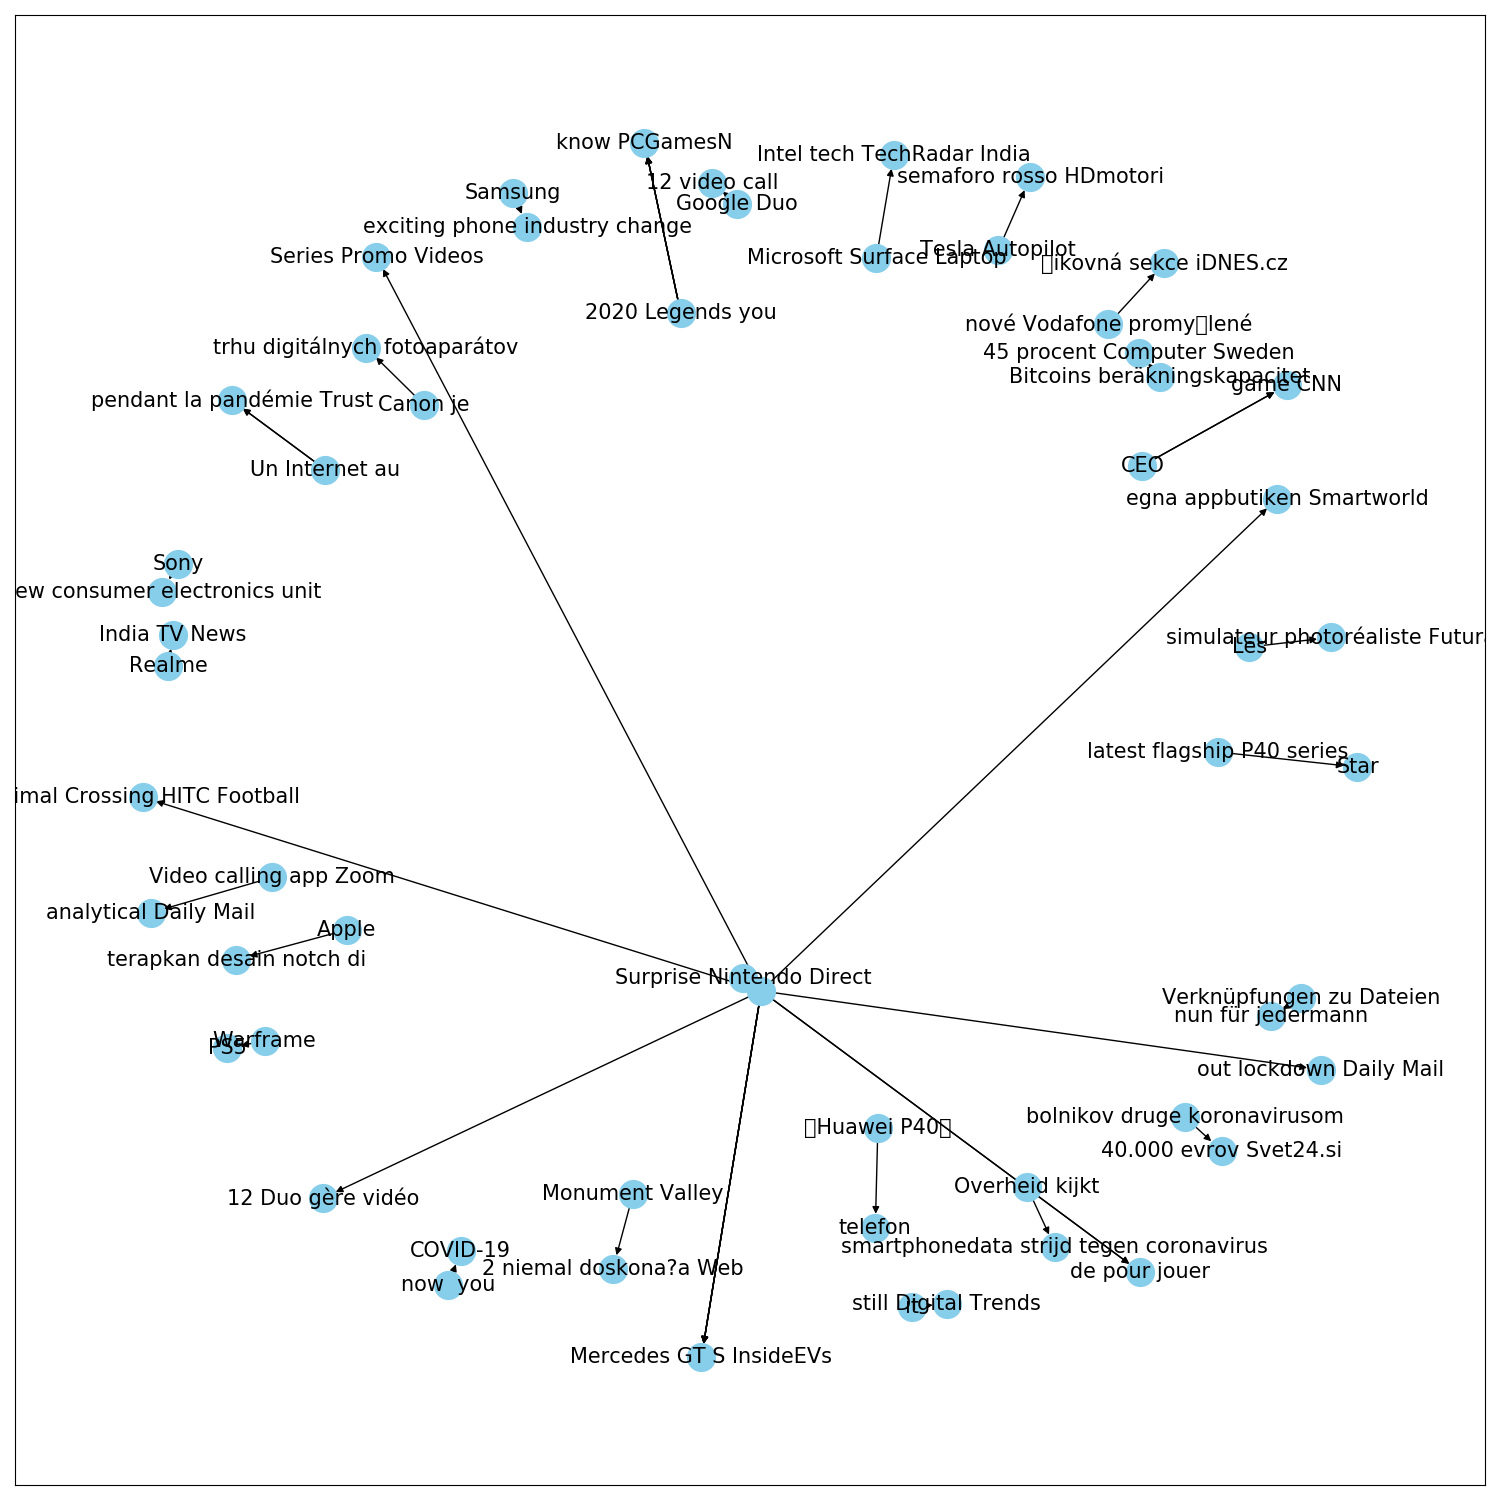 know PCGamesN
Intel tech TechRadar India
semaforo rosso HDmotori
12 video call
Samsung
Google Duo
exciting phone industry change
Series Promo Videos
Tesla Autopilot
Microsoft Surface Laptop
ikovná sekce iDNES.cz
2020 Legends you
nové Vodafone promy lené
trhu digitálnych fotoaparátov
45 procent Computer Sweden
Bitcoins beräkningskapacitet
game CNN
pendant la pandémie Trust
Canon je
Un Internet au
CEO
egna appbutiken Smartworld
Sony
ew consumer electronics unit
India TV News
simulateur photoréaliste Futura
Les
Realme
latest flagship P40 series
Star
imal Crossing HITC Football
Video calling app Zoom
analytical Daily Mail
Apple
terapkan desain notch di
Surprise Nintendo Direct
Verknüpfungen zu Dateien
nun für jedermann
Warframe
PS5
out lockdown Daily Mail
bolnikov druge koronavirusom
Huawei P40
40.000 evrov Svet24.si
Overheid kijkt
Monument Valley
12 Duo gère vidéo
telefon
smartphonedata strijd tegen coronavirus
COVID-19
2 niemal doskona?a Web
de pour jouer
now you
still Digital Trends
it
Mercedes GT S InsideEVs